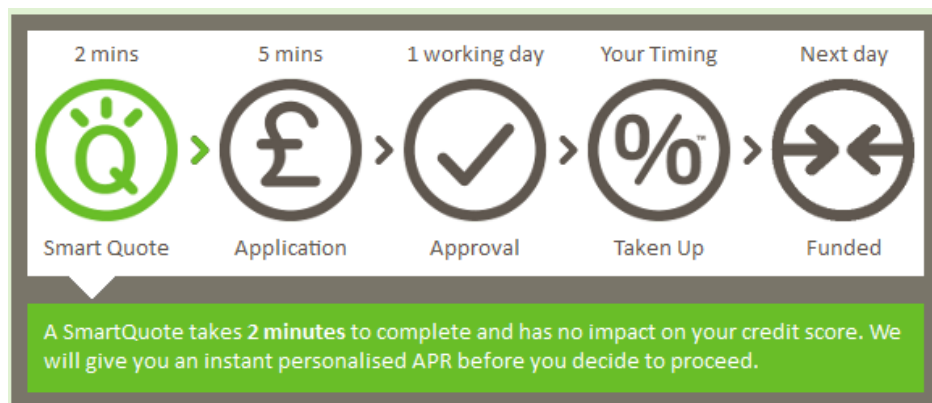 2 mins 5 mins 1 working day Your Timing Next day
Q £ % ™
Smart Quote Application Approval Taken Up Funded
A SmartQuote takes 2 minutes to complete and has no impact on your credit score. We
will give you an instant personalised APR before you decide to proceed.